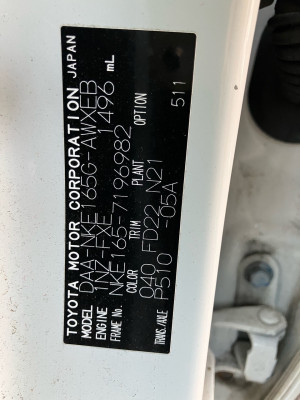 TOYOTA MOTOR CORPORATION JAPAN
MODEL DAA-NKE165G-AWXEB
ENGINE 1NZ-FXE 1496 mL
FRAME No. NKE165-7196982
COLOR TRIM PLANT OPTION
040 FD22 N21
TRANS./AXLE P510 -05A 511